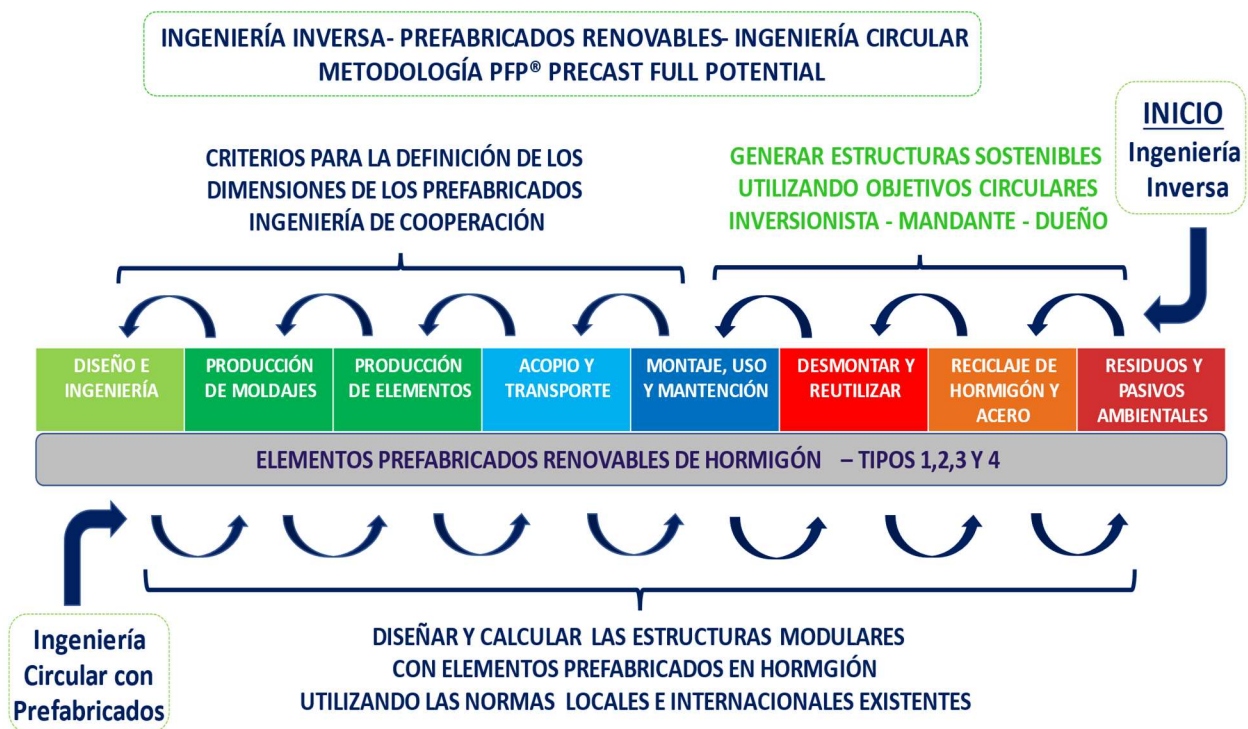 INGENIERÍA INVERSA- PREFABRICADOS RENOVABLES- INGENIERÍA CIRCULAR
METODOLOGÍA PFP® PRECAST FULL POTENTIAL
INICIO
Ingeniería
Inversa
CRITERIOS PARA LA DEFINICIÓN DE LOS
DIMENSIONES DE LOS PREFABRICADOS
INGENIERÍA DE COOPERACIÓN
GENERAR ESTRUCTURAS SOSTENIBLES
UTILIZANDO OBJETIVOS CIRCULARES
INVERSIONISTA - MANDANTE - DUEÑO
DISEÑO E
INGENIERÍA
PRODUCCIÓN
DE MOLDAJES
PRODUCCIÓN
DE ELEMENTOS
ACOPIO Y
TRANSPORTE
MONTAJE, USO
Y MANTENCIÓN
DESMONTAR Y
REUTILIZAR
RECICLAJE DE
HORMIGÓN Y
ACERO
RESIDUOS Y
PASIVOS
AMBIENTALES
ELEMENTOS PREFABRICADOS RENOVABLES DE HORMIGÓN – TIPOS 1,2,3 Y 4
Ingeniería
Circular con
Prefabricados
DISEÑAR Y CALCULAR LAS ESTRUCTURAS MODULARES
CON ELEMENTOS PREFABRICADOS EN HORMGIÓN
UTILIZANDO LAS NORMAS LOCALES E INTERNACIONALES EXISTENTES